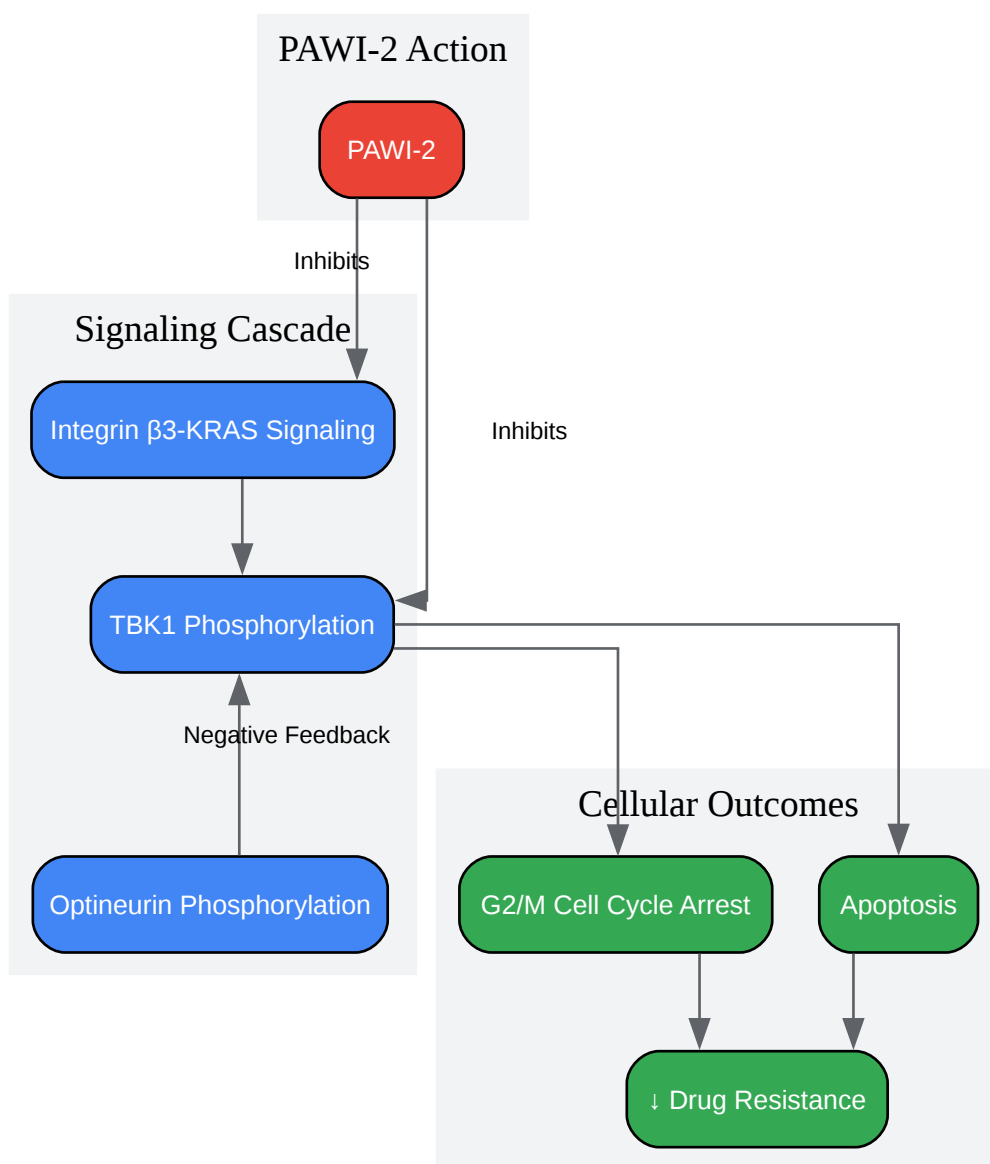 PAWI-2 Action
PAWI-2
Inhibits
Signaling Cascade
Integrin β3-KRAS Signaling
Inhibits
TBK1 Phosphorylation
Negative Feedback
Cellular Outcomes
Optineurin Phosphorylation
G2/M Cell Cycle Arrest
Apoptosis
↓ Drug Resistance